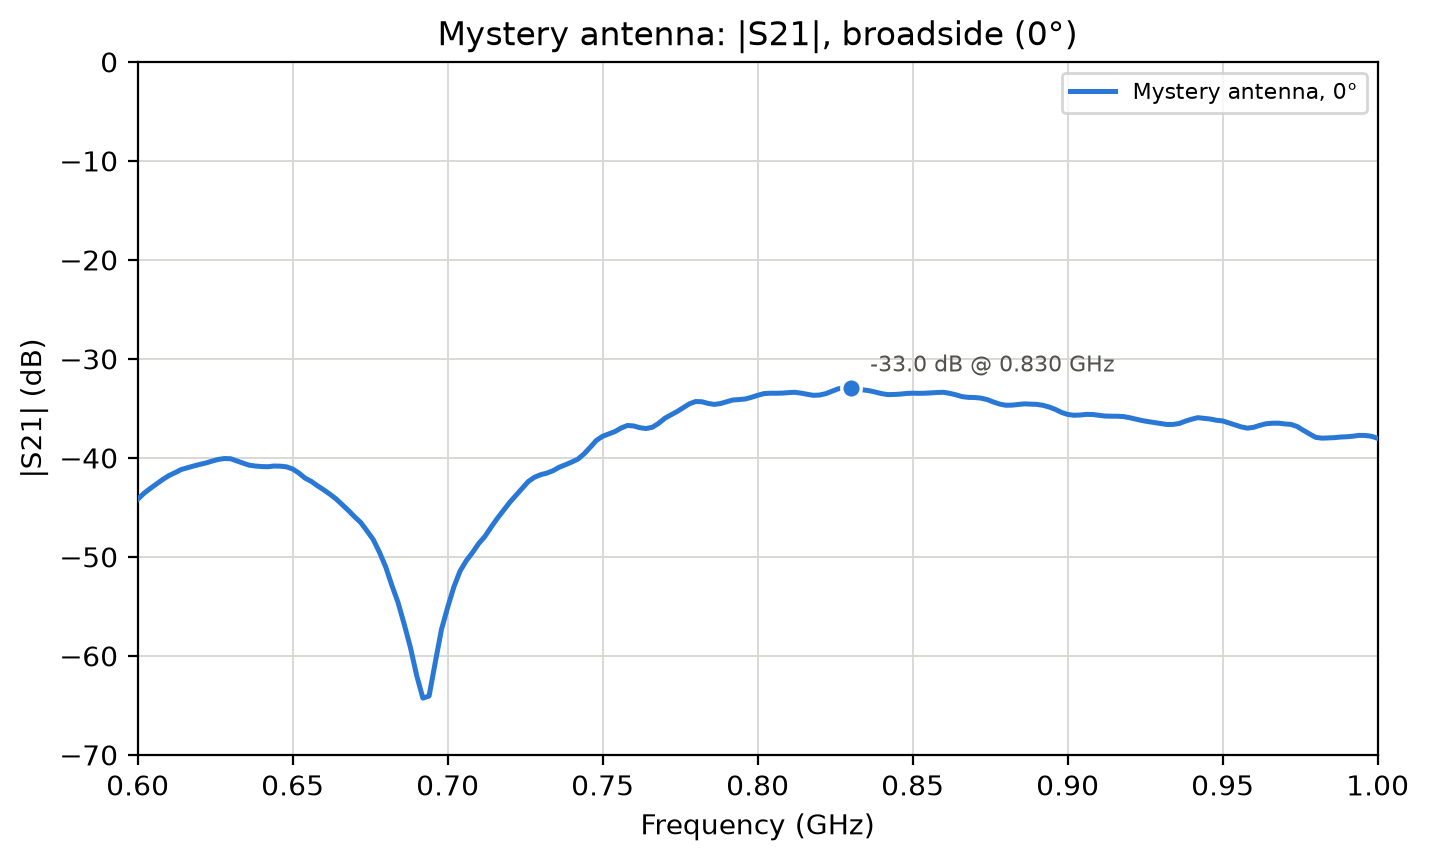 Mystery antenna: |S21|, broadside (0°)
Mystery antenna, 0°
-33.0 dB @ 0.830 GHz
|S21| (dB)
0
−10
−20
−30
−40
−50
−60
−70
0.60 0.65 0.70 0.75 0.80 0.85 0.90 0.95 1.00
Frequency (GHz)